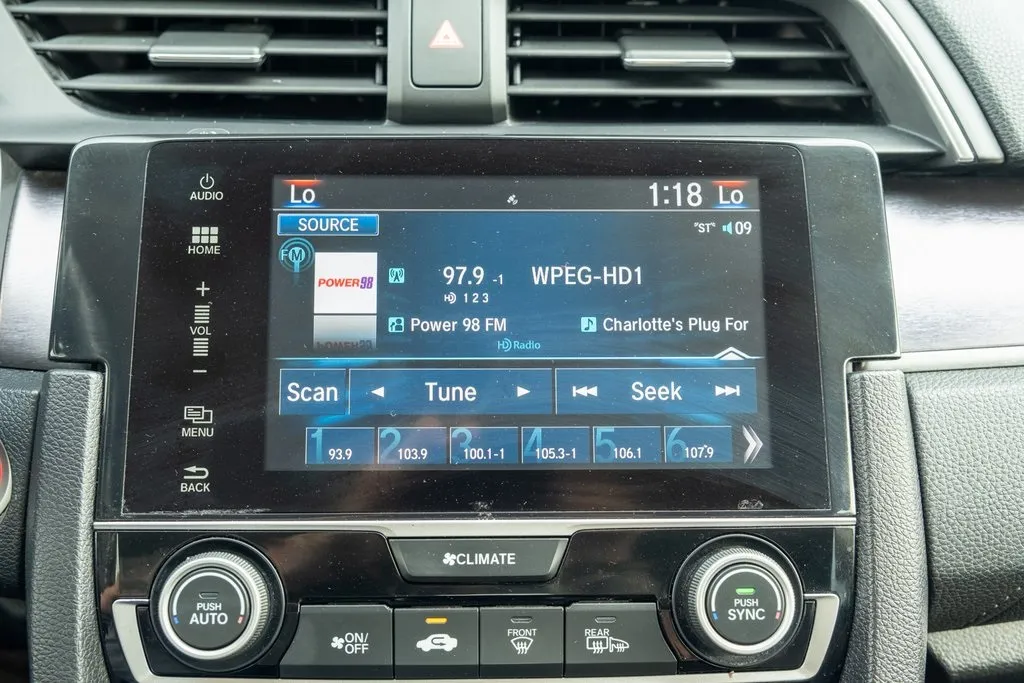 AUDIO
HOME
+
VOL
−
MENU
BACK
Lo 1:18 Lo
SOURCE "ST" 09
FM
POWER 98
97.9 -1 WPEG-HD1
HD 1 2 3
Power 98 FM Charlotte's Plug For
HD Radio
Scan Tune Seek
1 93.9 2 103.9 3 100.1-1 4 105.3-1 5 106.1 6 107.9
CLIMATE
PUSH
AUTO
ON/
OFF
FRONT
REAR
PUSH
SYNC